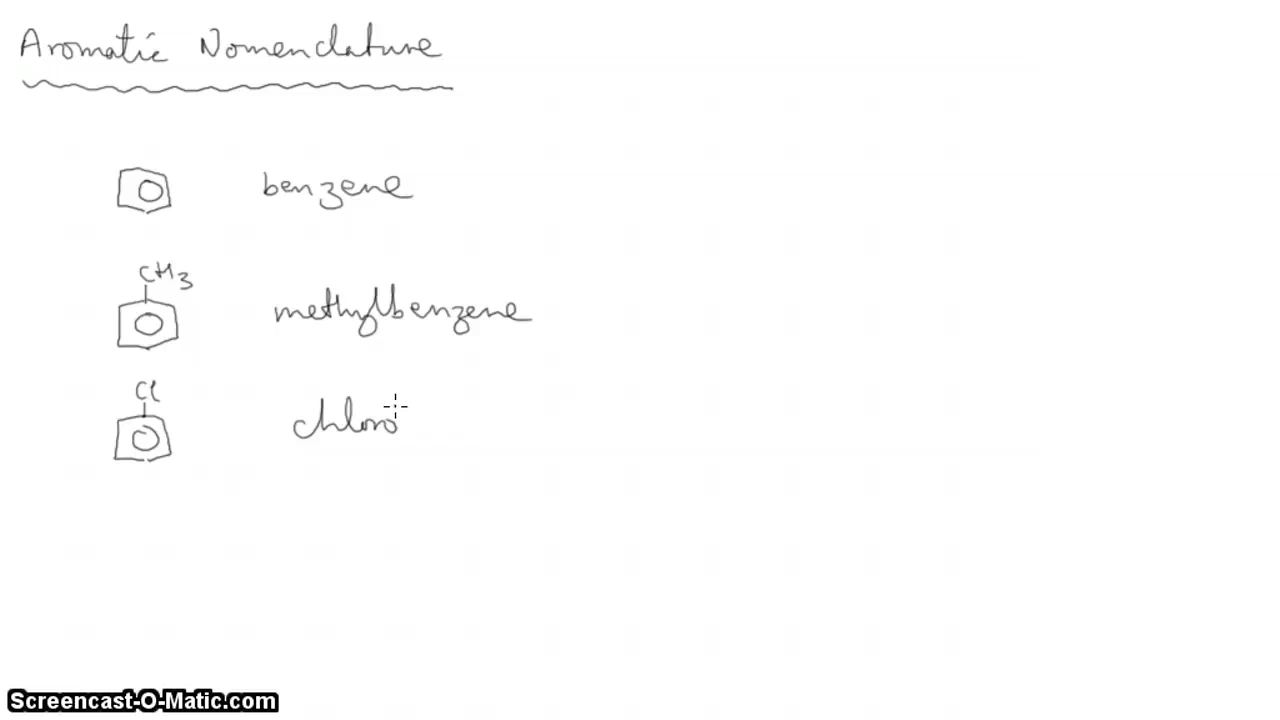 Aromatic Nomenclature
benzene
CH3
methylbenzene
Cl
chloro
Screencast-O-Matic.com